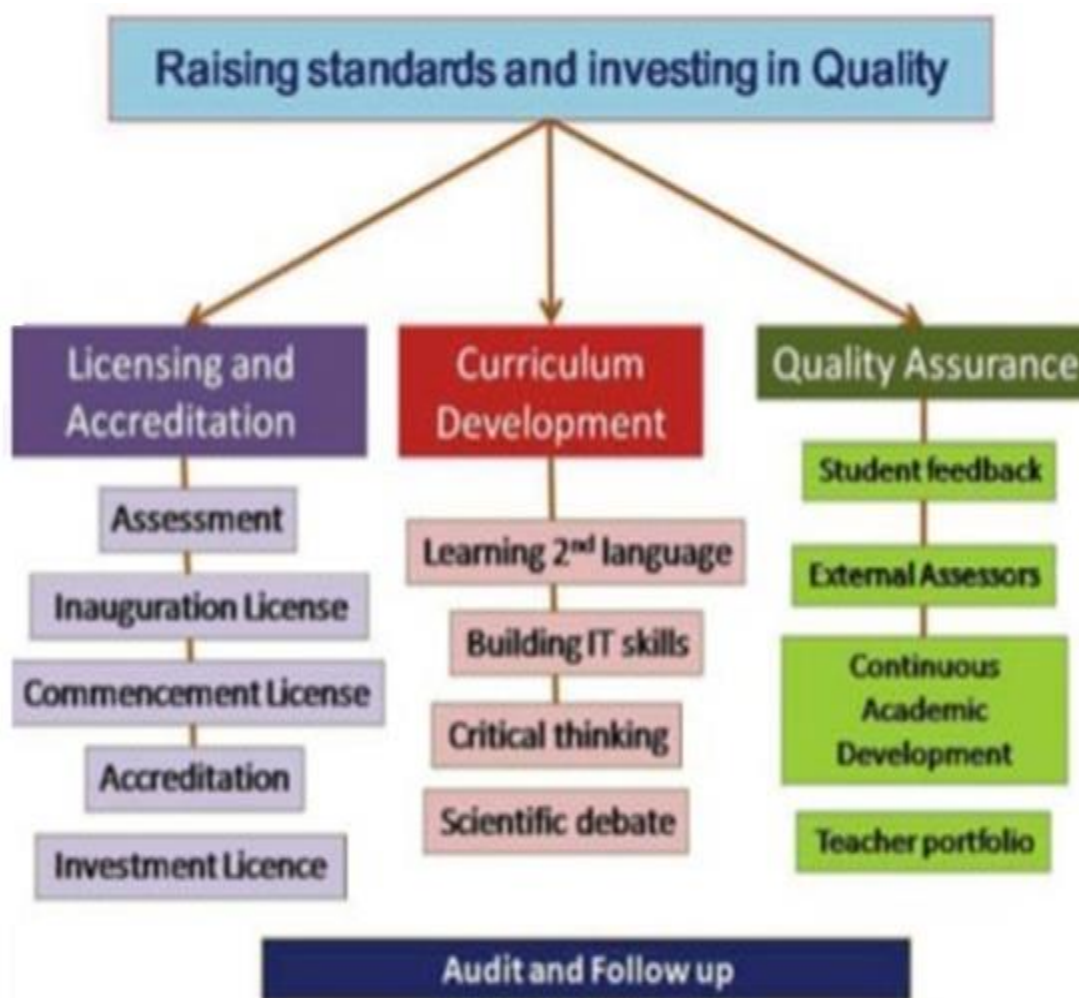 Raising standards and investing in Quality
Licensing and
Accreditation
Assessment
Inauguration License
Commencement License
Accreditation
Investment Licence
Curriculum
Development
Learning 2nd language
Building IT skills
Critical thinking
Scientific debate
Quality Assurance
Student feedback
External Assessors
Continuous
Academic
Development
Teacher portfolio
Audit and Follow up